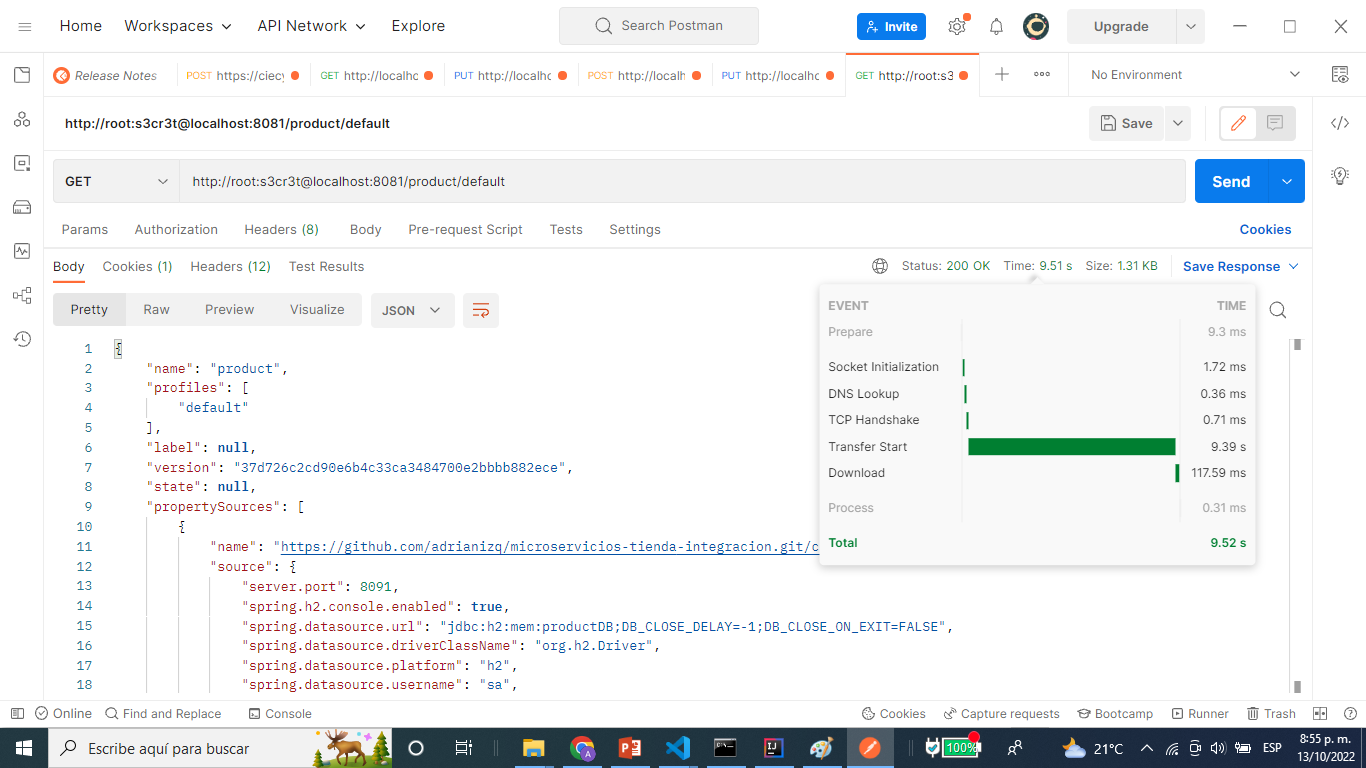 Home Workspaces API Network Explore Search Postman Invite Upgrade
Release Notes POST https://ciecy GET http://localhc PUT http://localhc POST http://localh PUT http://localhc GET http://root:s3 No Environment
http://root:s3cr3t@localhost:8081/product/default Save
GET http://root:s3cr3t@localhost:8081/product/default Send
Params Authorization Headers (8) Body Pre-request Script Tests Settings Cookies
Body Cookies (1) Headers (12) Test Results Status: 200 OK Time: 9.51 s Size: 1.31 KB Save Response
Pretty Raw Preview Visualize JSON
EVENT TIME
Prepare 9.3 ms
Socket Initialization 1.72 ms
DNS Lookup 0.36 ms
TCP Handshake 0.71 ms
Transfer Start 9.39 s
Download 117.59 ms
Process 0.31 ms
Total 9.52 s
1 {
2 "name": "product",
3 "profiles": [
4 "default"
5 ],
6 "label": null,
7 "version": "37d726c2cd90e6b4c33ca3484700e2bbbb882ece",
8 "state": null,
9 "propertySources": [
10 {
11 "name": "https://github.com/adrianizq/microservicios-tienda-integracion.git/c
12 "source": {
13 "server.port": 8091,
14 "spring.h2.console.enabled": true,
15 "spring.datasource.url": "jdbc:h2:mem:productDB;DB_CLOSE_DELAY=-1;DB_CLOSE_ON_EXIT=FALSE",
16 "spring.datasource.driverClassName": "org.h2.Driver",
17 "spring.datasource.platform": "h2",
18 "spring.datasource.username": "sa",
Online Find and Replace Console Cookies Capture requests Bootcamp Runner Trash
Escribe aquí para buscar 100% 21°C ESP 8:55 p. m.
13/10/2022